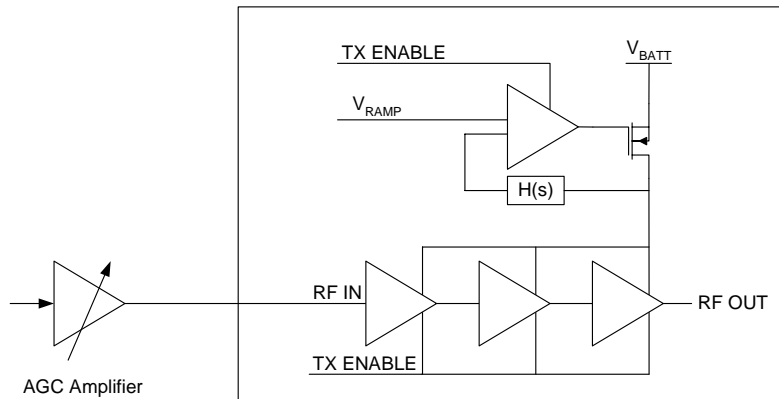 TX ENABLE
V_BATT
V_RAMP
H(s)
RF IN
RF OUT
TX ENABLE
AGC Amplifier